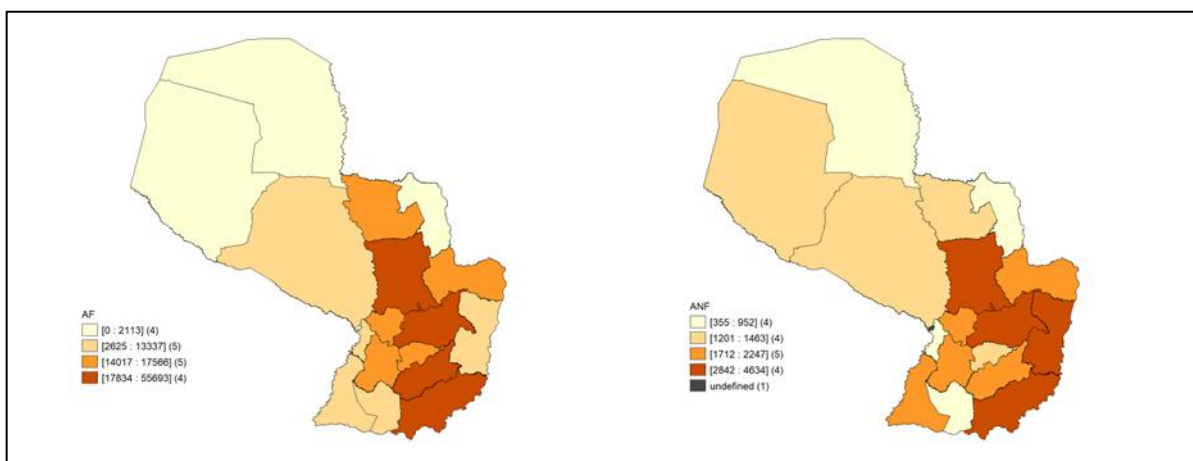 AF
[0 : 2113] (4)
[2625 : 13337] (5)
[14017 : 17566] (5)
[17834 : 55693] (4)
ANF
[355 : 952] (4)
[1201 : 1463] (4)
[1712 : 2247] (5)
[2842 : 4634] (4)
undefined (1)